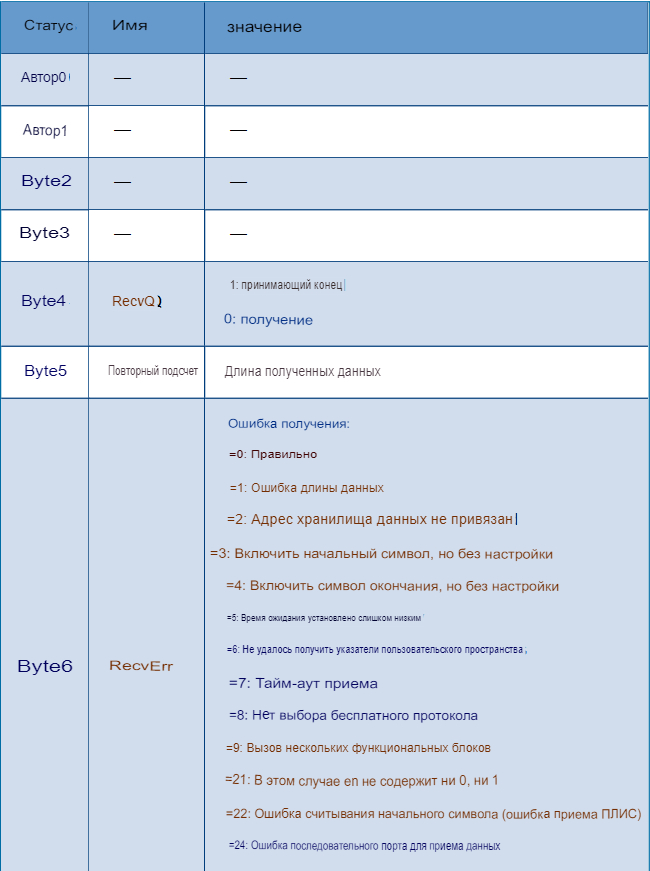 Статус Имя значение
Автор0 — —
Автор1 — —
Byte2 — —
Byte3 — —
Byte4 RecvQ
1: принимающий конец
0: получение
Byte5 Повторный подсчет Длина полученных данных
Byte6 RecvErr
Ошибка получения:
=0: Правильно
=1: Ошибка длины данных
=2: Адрес хранилища данных не привязан
=3: Включить начальный символ, но без настройки
=4: Включить символ окончания, но без настройки
=5: Время ожидания установлено слишком низким
=6: Не удалось получить указатели пользовательского пространства;
=7: Тайм-аут приема
=8: Нет выбора бесплатного протокола
=9: Вызов нескольких функциональных блоков
=21: В этом случае en не содержит ни 0, ни 1
=22: Ошибка считывания начального символа (ошибка приема ПЛИС)
=24: Ошибка последовательного порта для приема данных